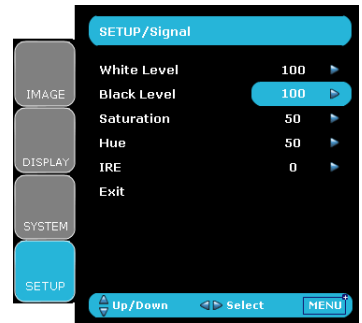 SETUP/Signal
White Level 100
IMAGE
Black Level 100
Saturation 50
Hue 50
DISPLAY
IRE 0
Exit
SYSTEM
SETUP
Up/Down Select MENU